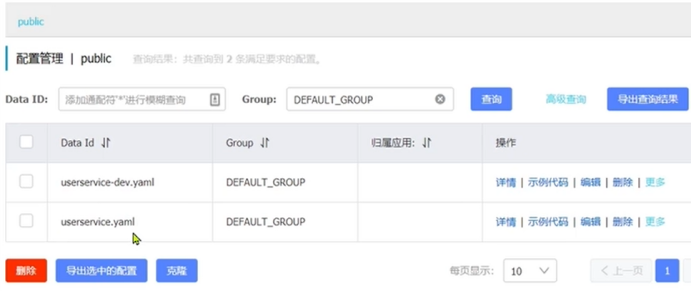 public
配置管理 | public 查询结果：共查询到 2 条满足要求的配置。
Data ID: 添加通配符'*'进行模糊查询 Group: DEFAULT_GROUP 查询 高级查询 导出查询结果
Data Id Group 归属应用: 操作
userservice-dev.yaml DEFAULT_GROUP 详情 | 示例代码 | 编辑 | 删除 | 更多
userservice.yaml DEFAULT_GROUP 详情 | 示例代码 | 编辑 | 删除 | 更多
删除 导出选中的配置 克隆 每页显示: 10 < 上一页 1